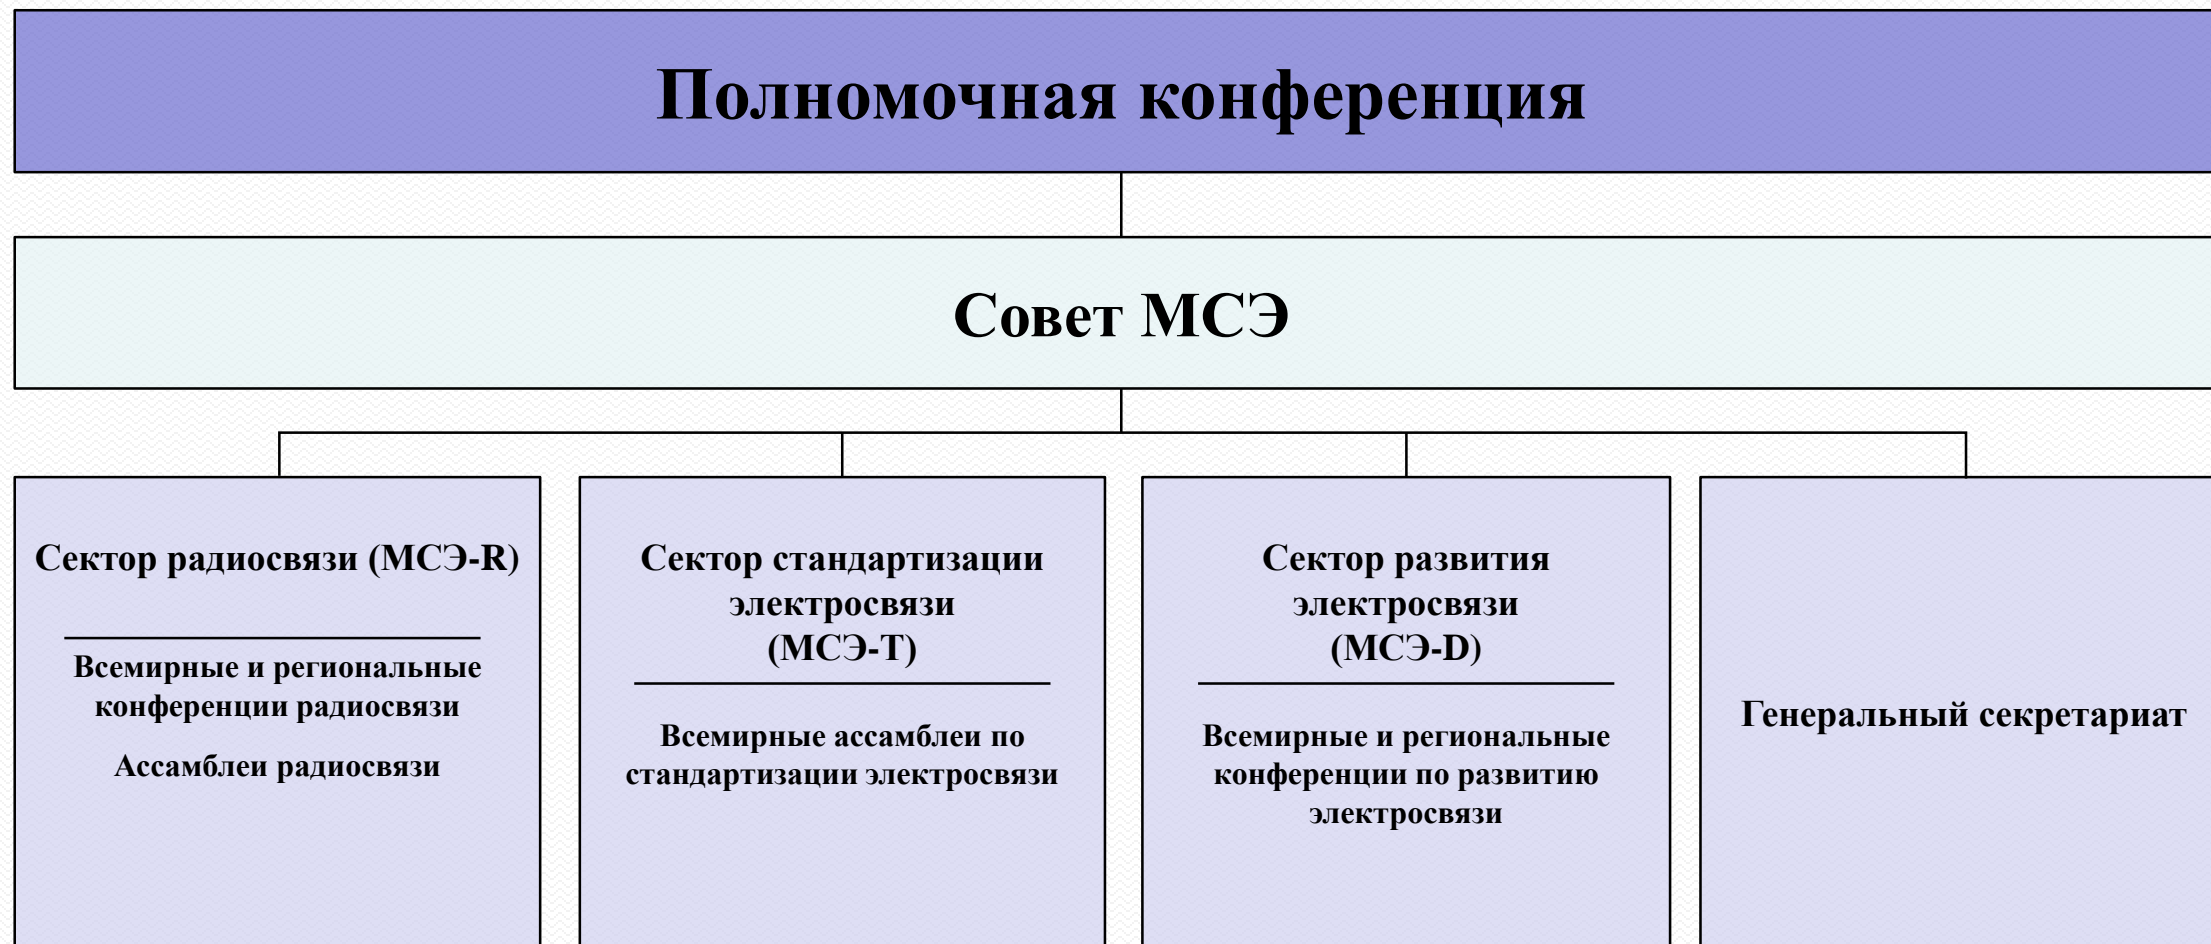 Полномочная конференция
Совет МСЭ
Сектор радиосвязи (МСЭ-R)
Всемирные и региональные
конференции радиосвязи
Ассамблеи радиосвязи
Сектор стандартизации
электросвязи
(МСЭ-Т)
Всемирные ассамблеи по
стандартизации электросвязи
Сектор развития
электросвязи
(МСЭ-D)
Всемирные и региональные
конференции по развитию
электросвязи
Генеральный секретариат